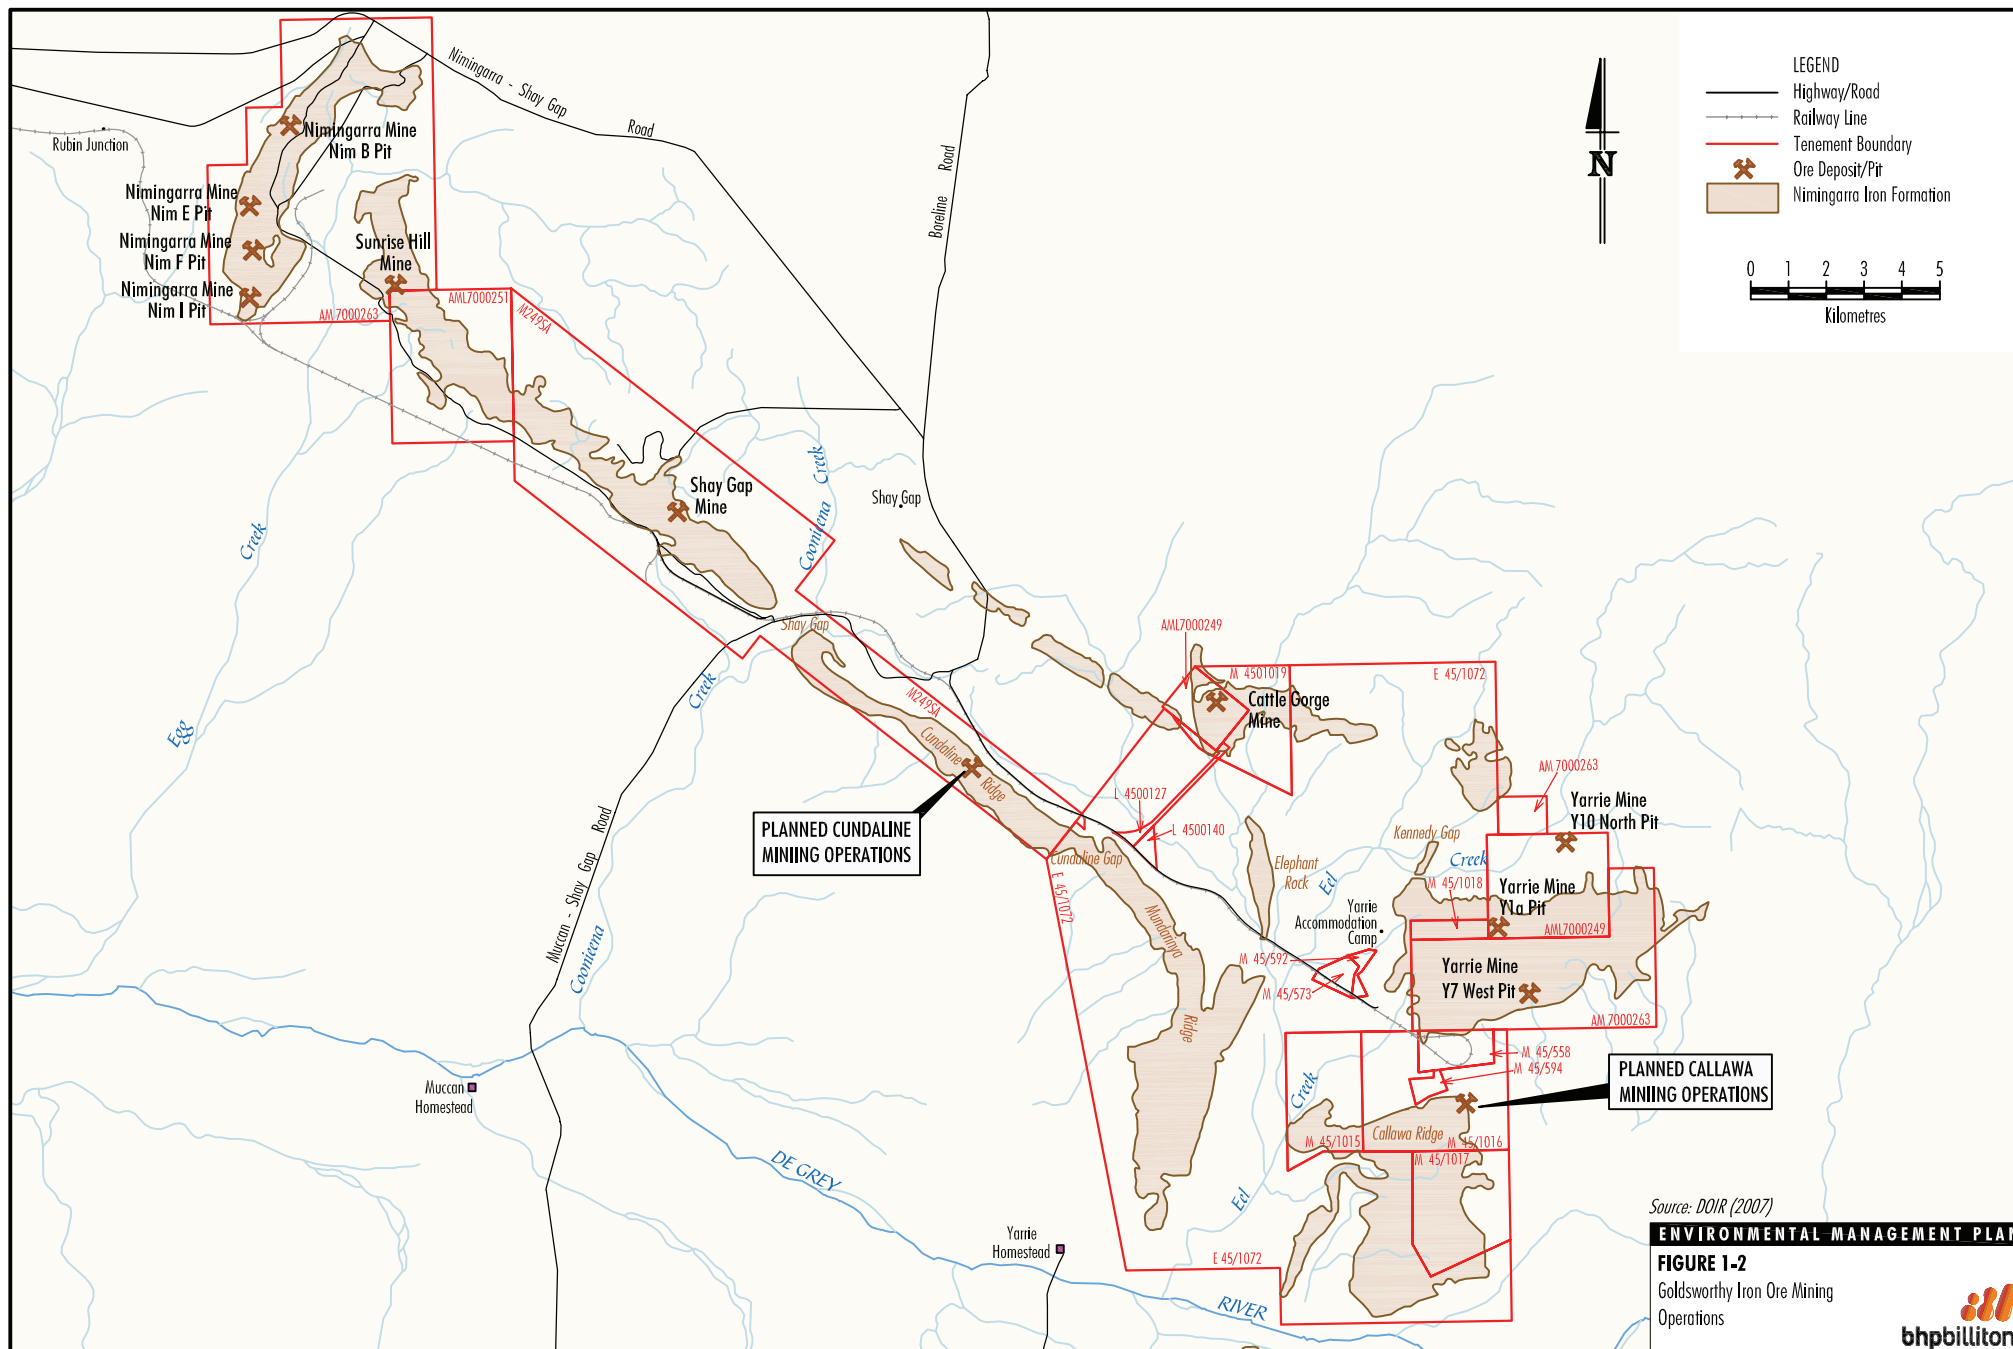 Nimingarra - Shay Gap
Road
Boreline Road
Rubin Junction
Nimingarra Mine
Nim B Pit
Nimingarra Mine
Nim E Pit
Nimingarra Mine
Nim F Pit
Nimingarra Mine
Nim I Pit
Sunrise Hill
Mine
AM 7000263
AML7000251
M249SA
LEGEND
Highway/Road
Railway Line
Tenement Boundary
Ore Deposit/Pit
Nimingarra Iron Formation
N
0 1 2 3 4 5
Kilometres
Shay Gap
Mine
Coonieena Creek
Shay Gap
Egg Creek
Shay Gap
Creek
M249SA
Cundaline
Ridge
PLANNED CUNDALINE
MINIING OPERATIONS
AML7000249
M 4501019
E 45/1072
Cattle Gorge
Mine
L 4500127
L 4500140
Cundaline Gap
E 45/1072
Elephant
Rock
Eel
Kennedy Gap
Creek
AM 7000263
Yarrie Mine
Y10 North Pit
M 45/1018
Yarrie Mine
Y1a Pit
AML7000249
Yarrie
Accommodation
Camp
Mundannya
Ridge
M 45/592
M 45/573
Yarrie Mine
Y7 West Pit
AM 7000263
M 45/558
M 45/594
PLANNED CALLAWA
MINIING OPERATIONS
Creek
Callawa Ridge
M 45/1015
M 45/1016
M 45/1017
Eel
E 45/1072
Muccan - Shay Gap Road
Coonieena
Muccan
Homestead
DE GREY
Yarrie
Homestead
RIVER
Source: DOIR (2007)
ENVIRONMENTAL MANAGEMENT PLAN
FIGURE 1-2
Goldsworthy Iron Ore Mining
Operations
bhpbilliton